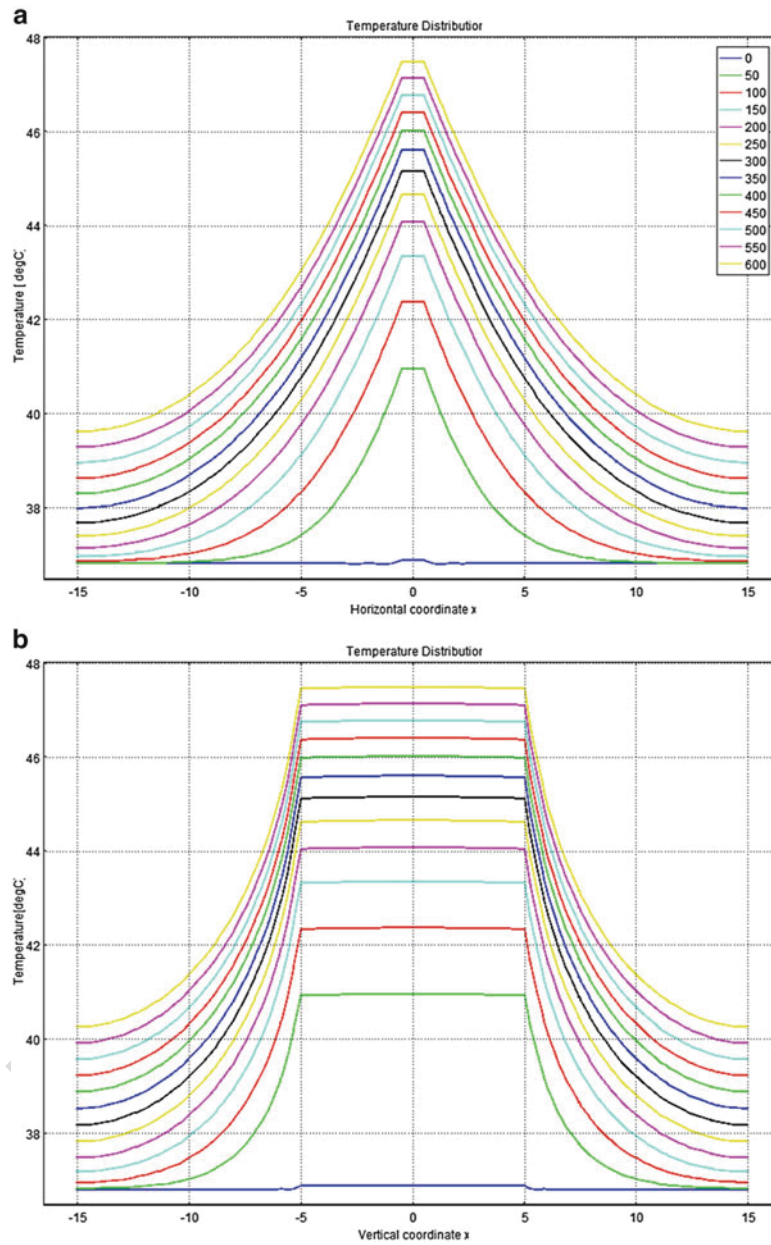 a
Temperature Distributior
48
46
44
42
40
38
Temperature [ degC]
-15 -10 -5 0 5 10 15
Horizontal coordinate x
0
50
100
150
200
250
300
350
400
450
500
550
600
b
Temperature Distributior
48
46
44
42
40
38
Temperature[degC]
-15 -10 -5 0 5 10 15
Vertical coordinate x